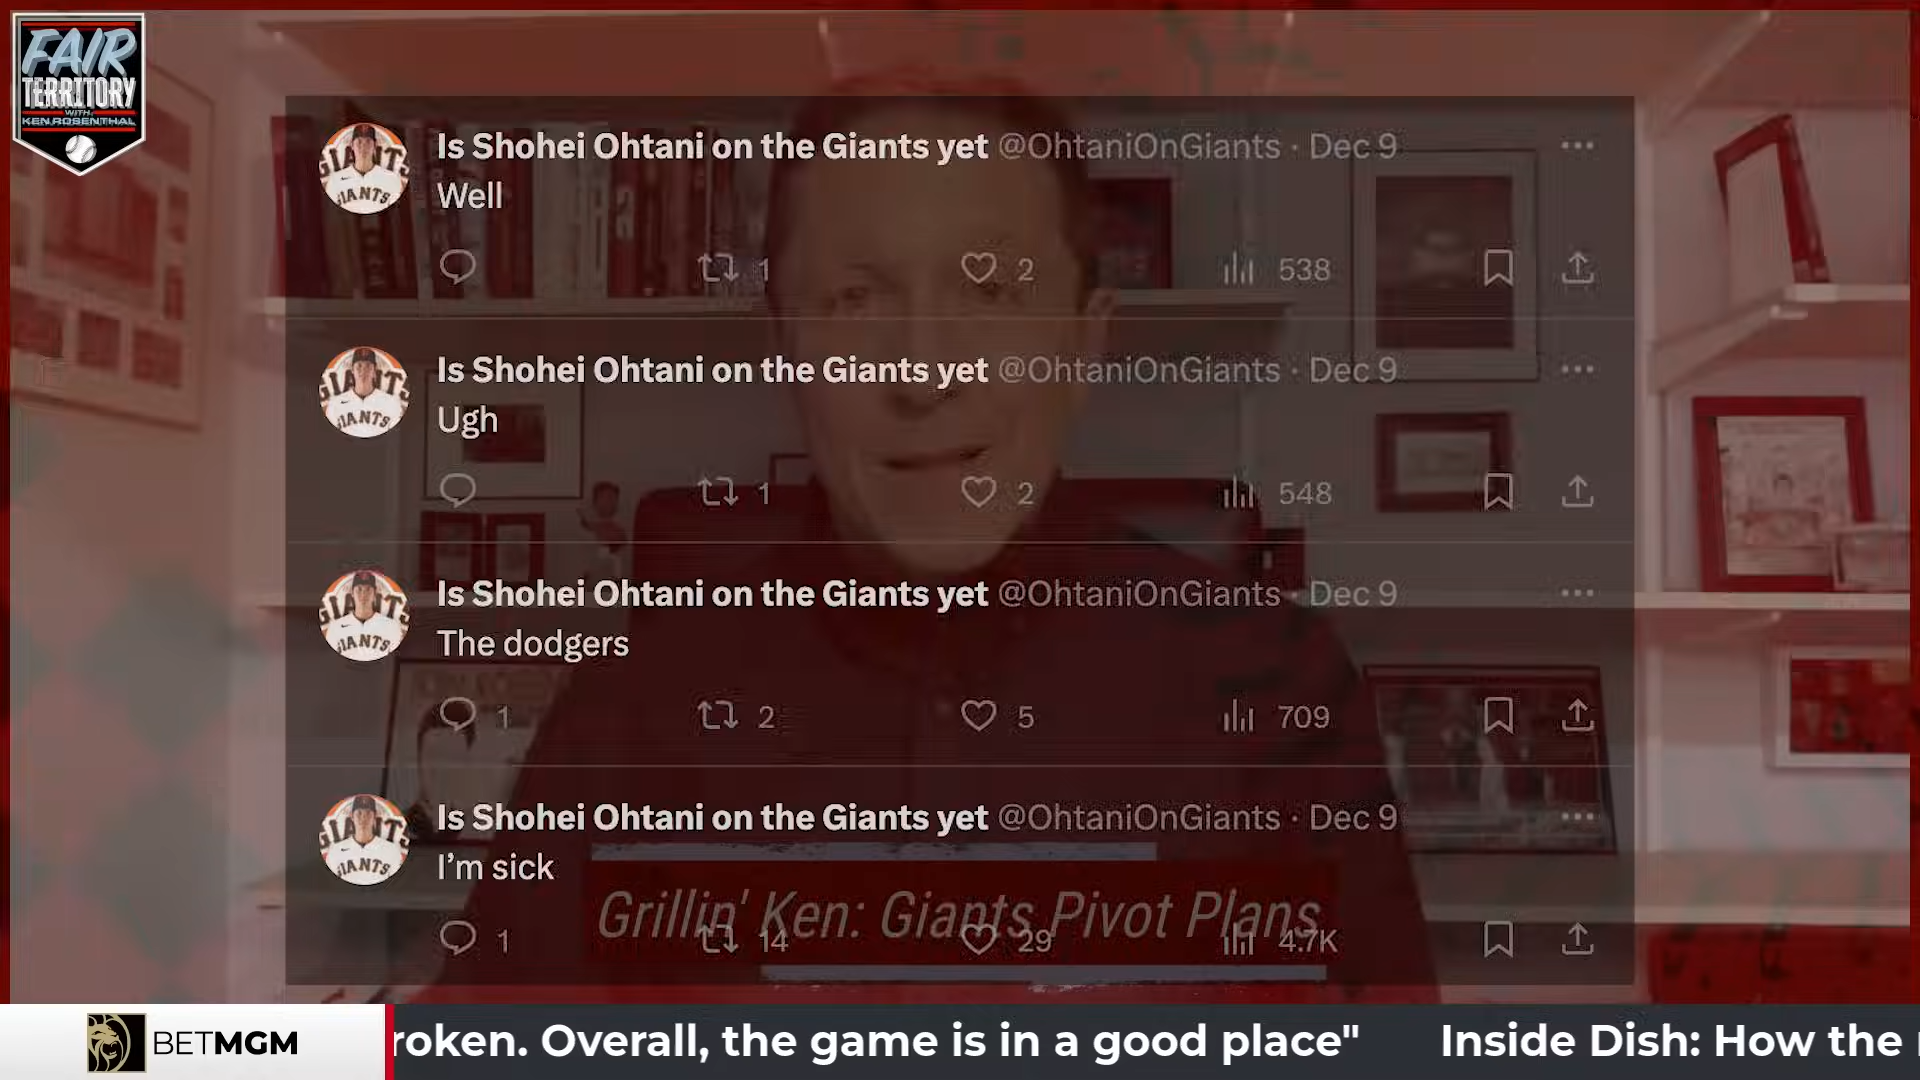 FAIR
TERRITORY
WITH
KEN ROSENTHAL
Is Shohei Ohtani on the Giants yet @OhtaniOnGiants · Dec 9
Well
1 2 538
Is Shohei Ohtani on the Giants yet @OhtaniOnGiants · Dec 9
Ugh
1 2 548
Is Shohei Ohtani on the Giants yet @OhtaniOnGiants · Dec 9
The dodgers
1 2 5 709
Is Shohei Ohtani on the Giants yet @OhtaniOnGiants · Dec 9
I'm sick
Grillin' Ken: Giants Pivot Plans
1 14 29 4.7K
BETMGM
roken. Overall, the game is in a good place" Inside Dish: How the